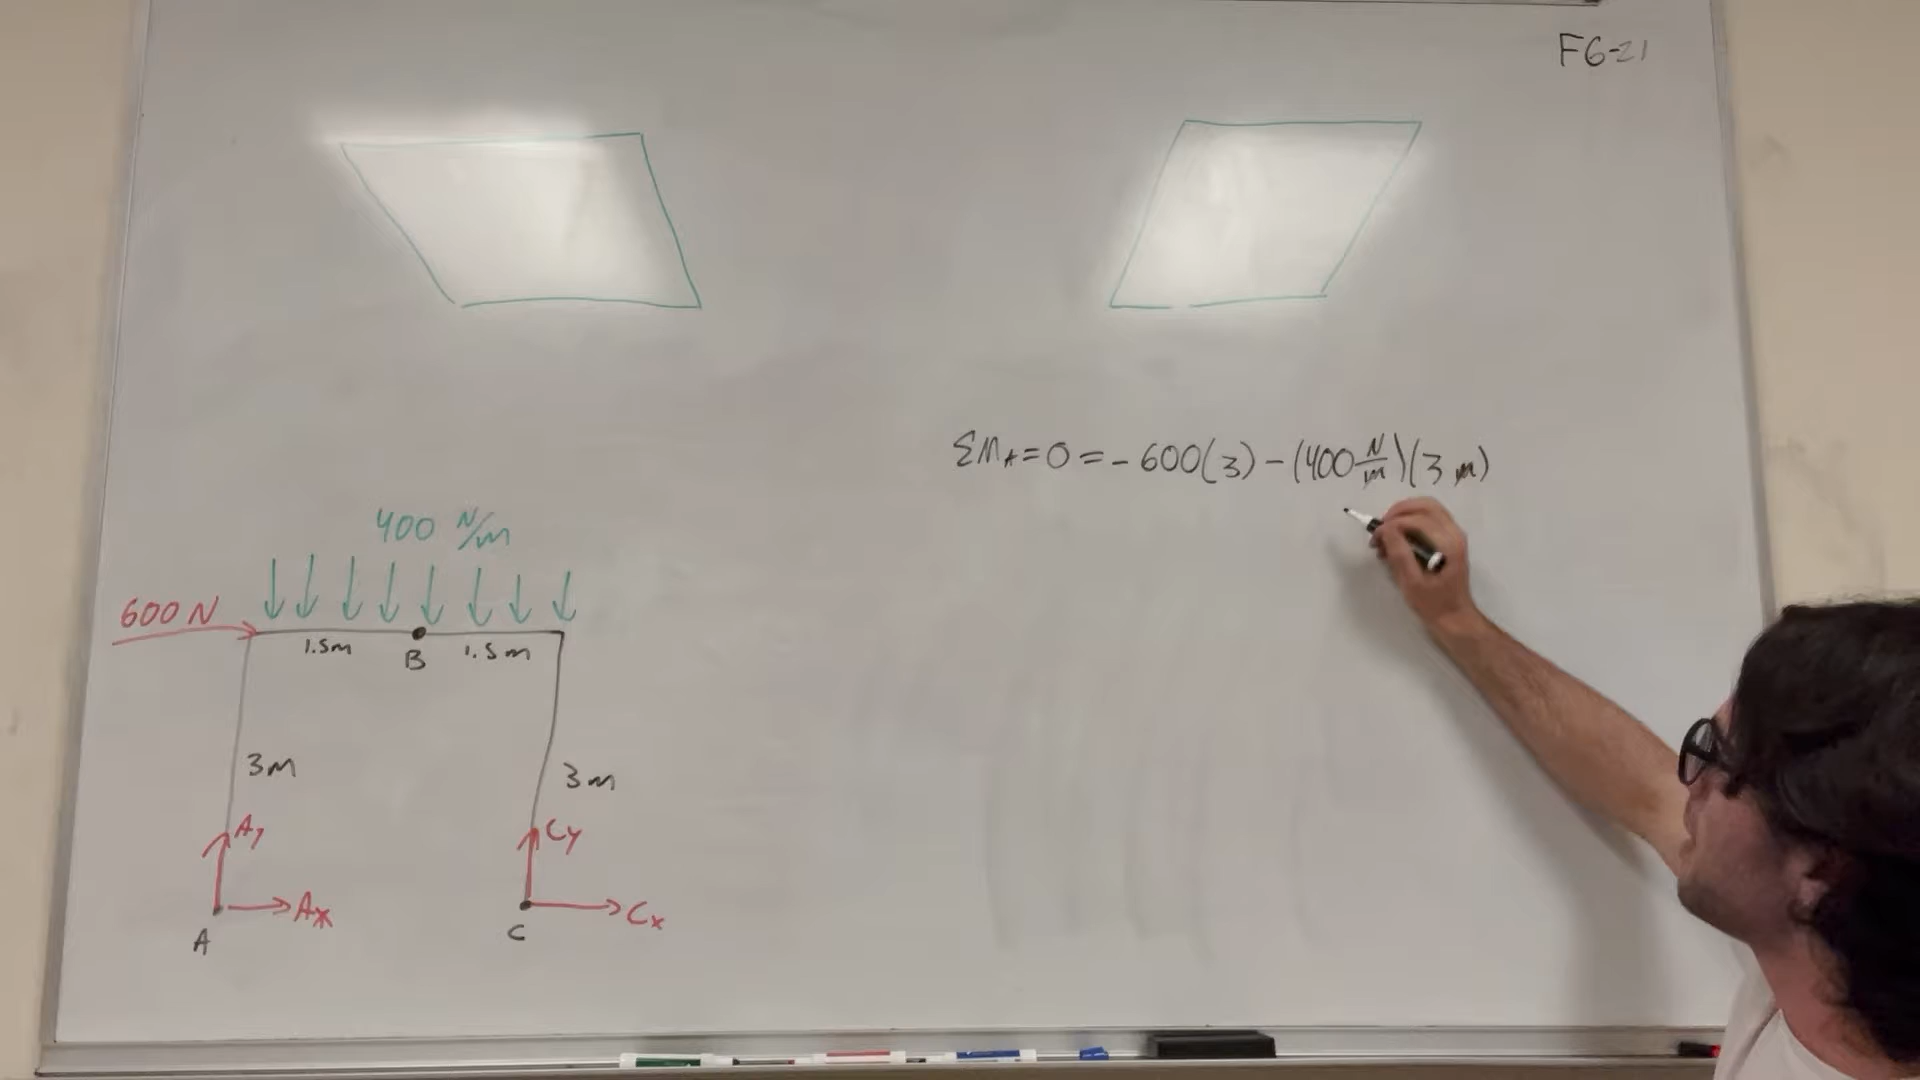 F6-21
ΣM_A = 0 = - 600(3) - (400 N/m)(3 m)
400 N/m
600 N
1.5m
B
1.5m
3m
3m
Ay
Cy
Ax
Cx
A
C